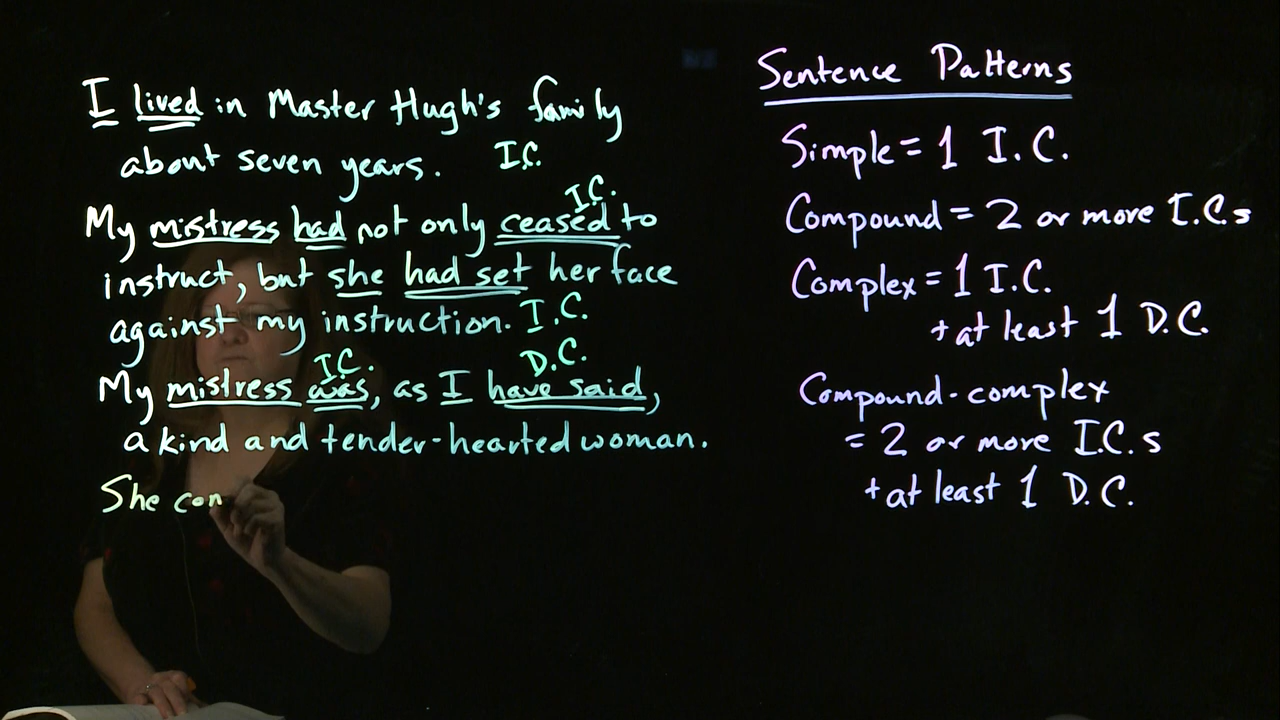 I lived in Master Hugh's family
about seven years. I.C.
I.C.
My mistress had not only ceased to
instruct, but she had set her face
against my instruction. I.C.
I.C. D.C.
My mistress was, as I have said,
a kind and tender-hearted woman.
She con
Sentence Patterns
Simple = 1 I.C.
Compound = 2 or more I.C.s
Complex = 1 I.C.
+ at least 1 D.C.
Compound-complex
= 2 or more I.C.s
+ at least 1 D.C.